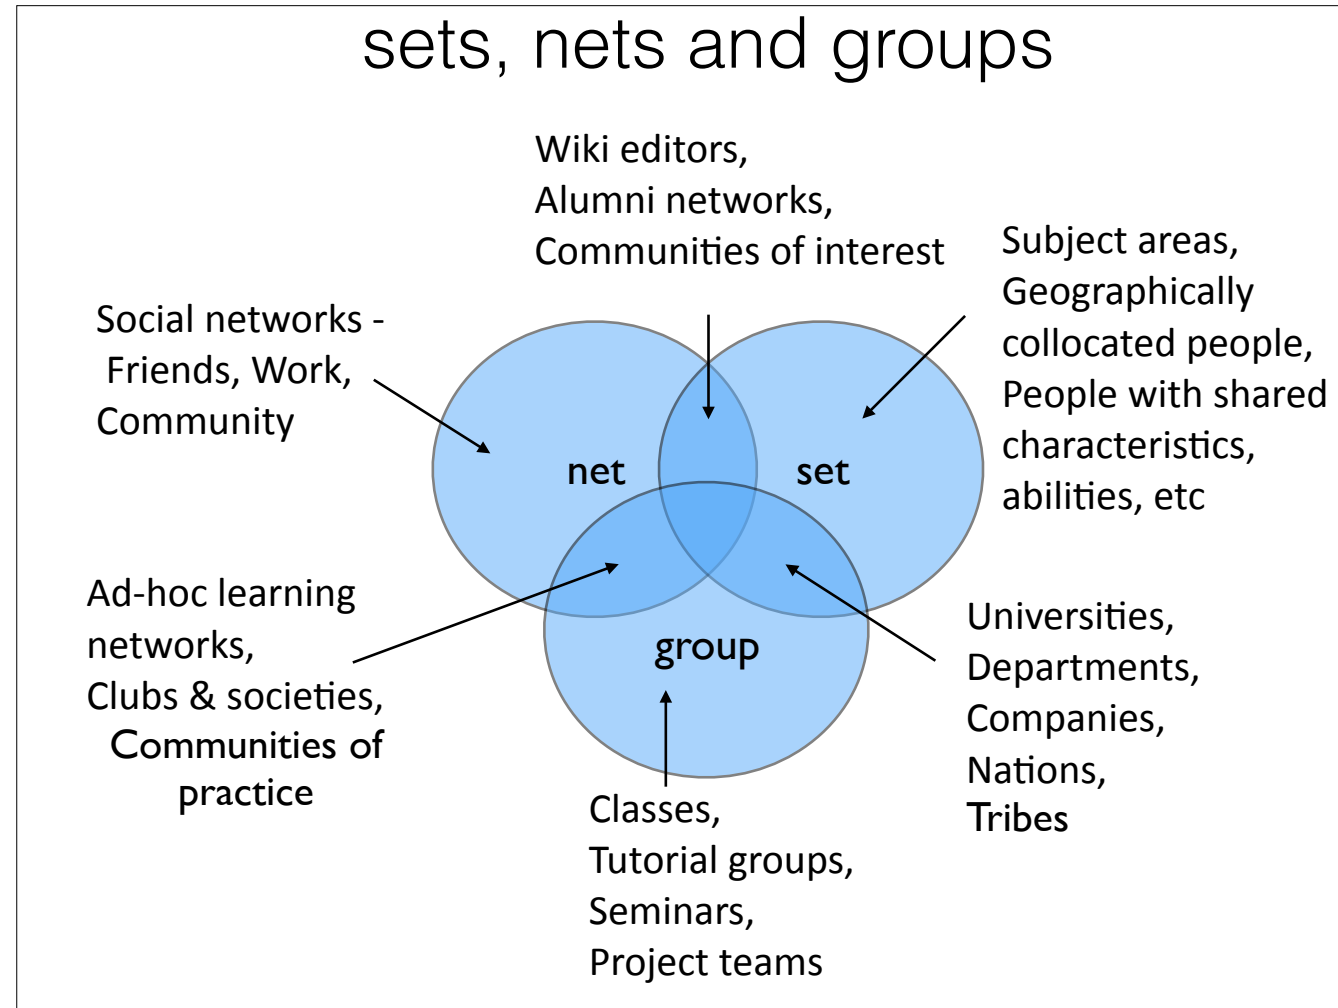 sets, nets and groups
Wiki editors,
Alumni networks,
Communities of interest
Subject areas,
Geographically
collocated people,
People with shared
characteristics,
abilities, etc
Social networks -
Friends, Work,
Community
net
set
group
Ad-hoc learning
networks,
Clubs & societies,
Communities of
practice
Universities,
Departments,
Companies,
Nations,
Tribes
Classes,
Tutorial groups,
Seminars,
Project teams